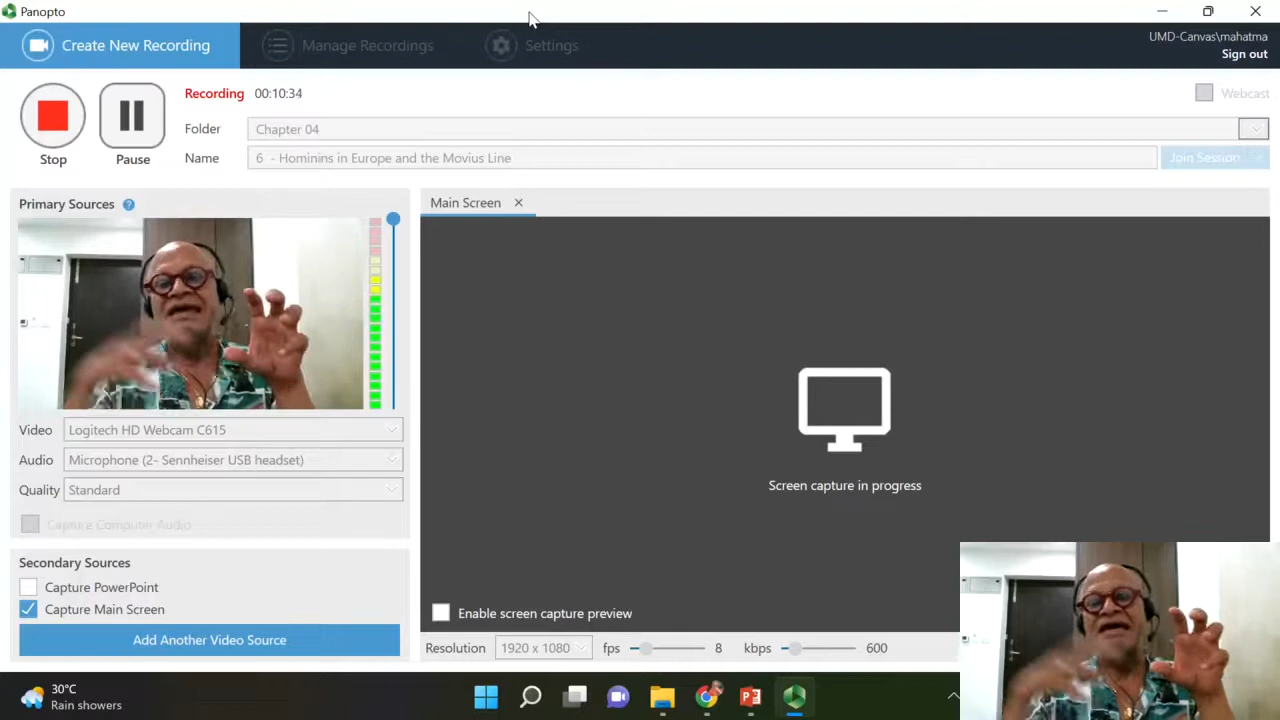 Panopto
Create New Recording
Manage Recordings
Settings
UMD-Canvas\mahatma
Sign out
Recording 00:10:34
Webcast
Folder Chapter 04
Name 6 - Hominins in Europe and the Movius Line
Join Session
Stop
Pause
Primary Sources ?
Main Screen
Video Logitech HD Webcam C615
Audio Microphone (2- Sennheiser USB headset)
Quality Standard
Capture Computer Audio
Screen capture in progress
Secondary Sources
Capture PowerPoint
Capture Main Screen
Add Another Video Source
Enable screen capture preview
Resolution 1920 x 1080 fps 8 kbps 600
30°C
Rain showers